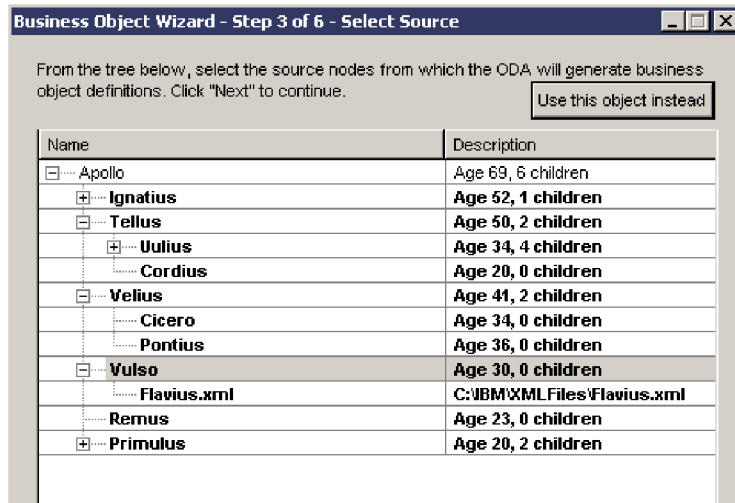 Business Object Wizard - Step 3 of 6 - Select Source
From the tree below, select the source nodes from which the ODA will generate business
object definitions. Click "Next" to continue.
Use this object instead
Name Description
Apollo Age 69, 6 children
Ignatius Age 52, 1 children
Tellus Age 50, 2 children
Uulius Age 34, 4 children
Cordius Age 20, 0 children
Velius Age 41, 2 children
Cicero Age 34, 0 children
Pontius Age 36, 0 children
Vulso Age 30, 0 children
Flavius.xml C:\IBM\XMLFiles\Flavius.xml
Remus Age 23, 0 children
Primulus Age 20, 2 children